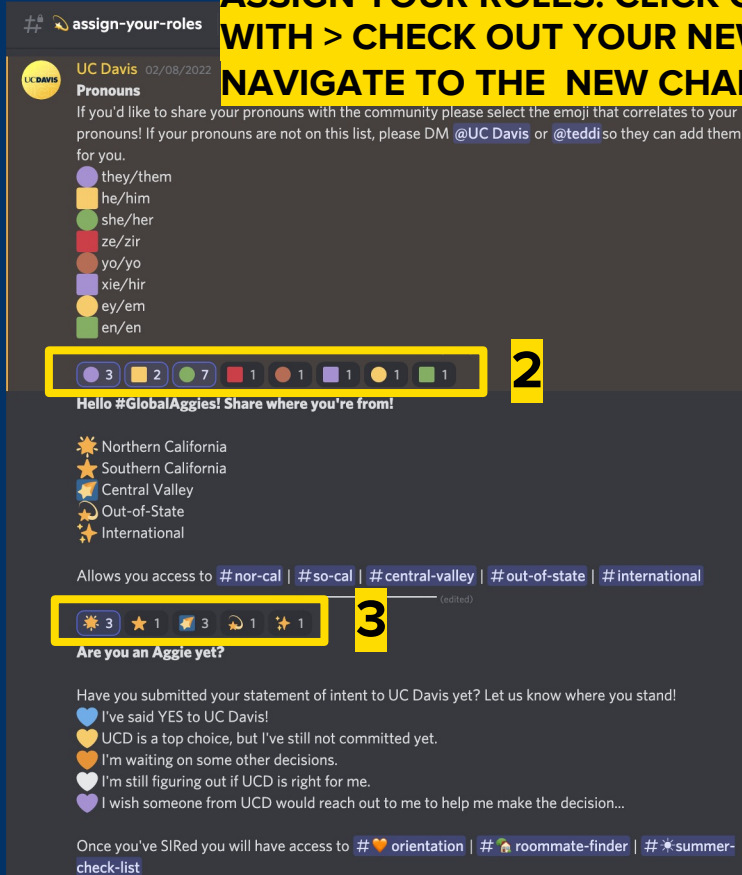 ASSIGN YOUR ROLES: CLICK
WITH > CHECK OUT YOUR NEW
NAVIGATE TO THE NEW
# assign-your-roles
UC DAVIS
UC Davis 02/08/2022
Pronouns
If you'd like to share your pronouns with the community please select the emoji that correlates to your
pronouns! If your pronouns are not on this list, please DM @UC Davis or @teddi so they can add them
for you.
they/them
he/him
she/her
ze/zir
yo/yo
xie/hir
ey/em
en/en
3 2 7 1 1 1 1 1
2
Hello #GlobalAggies! Share where you're from!
Northern California
Southern California
Central Valley
Out-of-State
International
Allows you access to #nor-cal | #so-cal | #central-valley | #out-of-state | #international
(edited)
3 1 3 1 1
3
Are you an Aggie yet?
Have you submitted your statement of intent to UC Davis yet? Let us know where you stand!
I've said YES to UC Davis!
UCD is a top choice, but I've still not committed yet.
I'm waiting on some other decisions.
I'm still figuring out if UCD is right for me.
I wish someone from UCD would reach out to me to help me make the decision...
Once you've SIRed you will have access to #🧡 orientation | #🏡 roommate-finder | #☀summer-
check-list